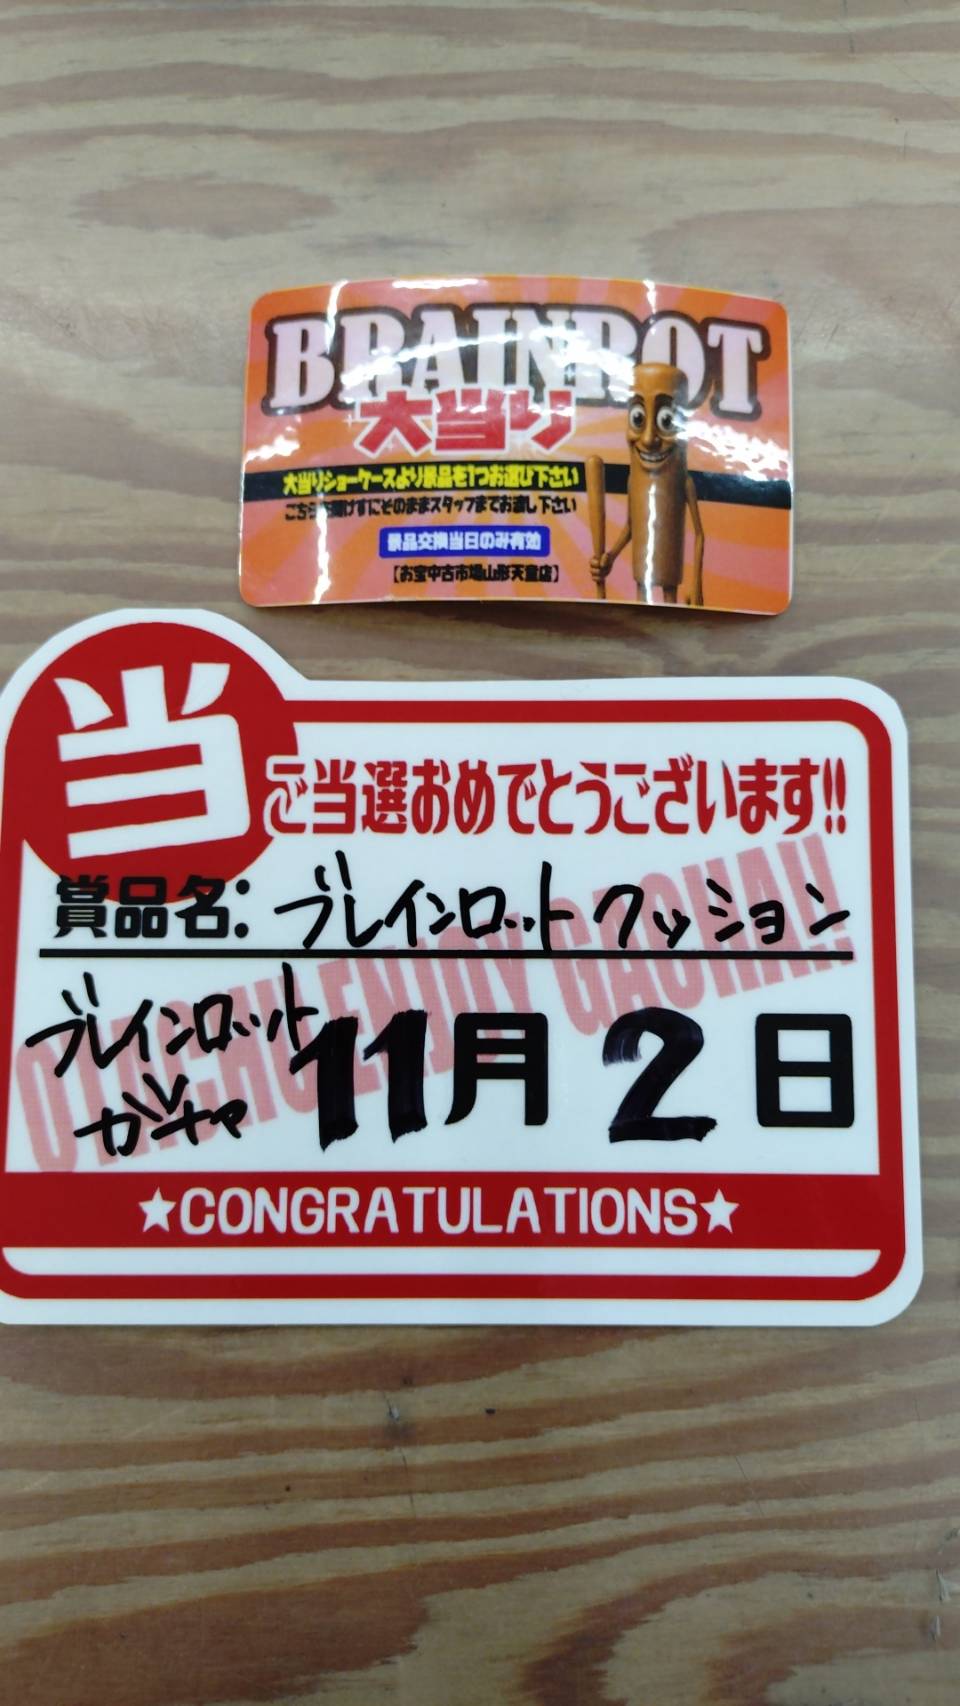 BRAINROT
大当り
大当りショーケースより景品を1つお選び下さい
こちらを開けずにそのままスタッフまでお渡し下さい
景品交換当日のみ有効
【お宝中古市場山形天童店】
当
ご当選おめでとうございます!!
賞品名: ブレインロットクッション
OTACHU ENJOY GACHA!!
ブレインロット
ガチャ
11月2日
★CONGRATULATIONS★